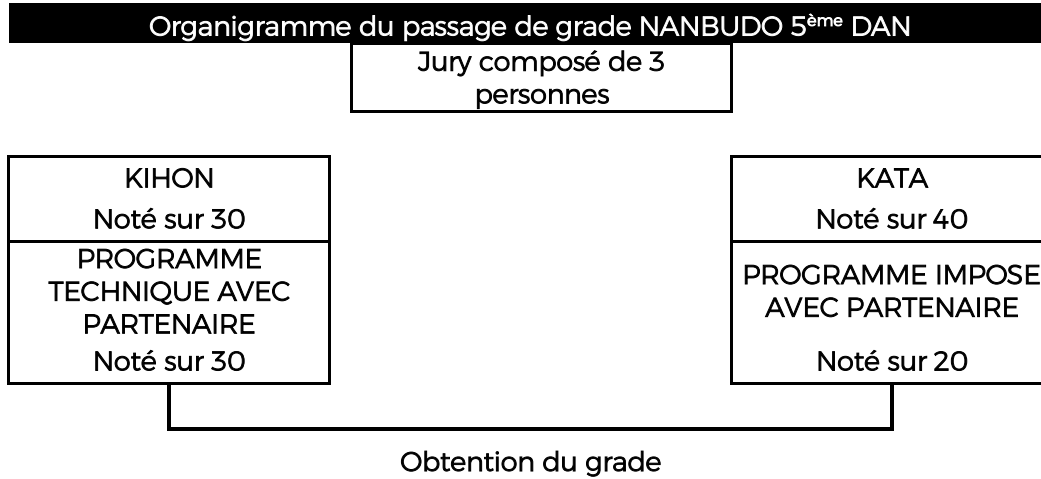 Organigramme du passage de grade NANBUDO 5ème DAN
Jury composé de 3
personnes
KIHON
Noté sur 30
PROGRAMME
TECHNIQUE AVEC
PARTENAIRE
Noté sur 30
KATA
Noté sur 40
PROGRAMME IMPOSE
AVEC PARTENAIRE
Noté sur 20
Obtention du grade